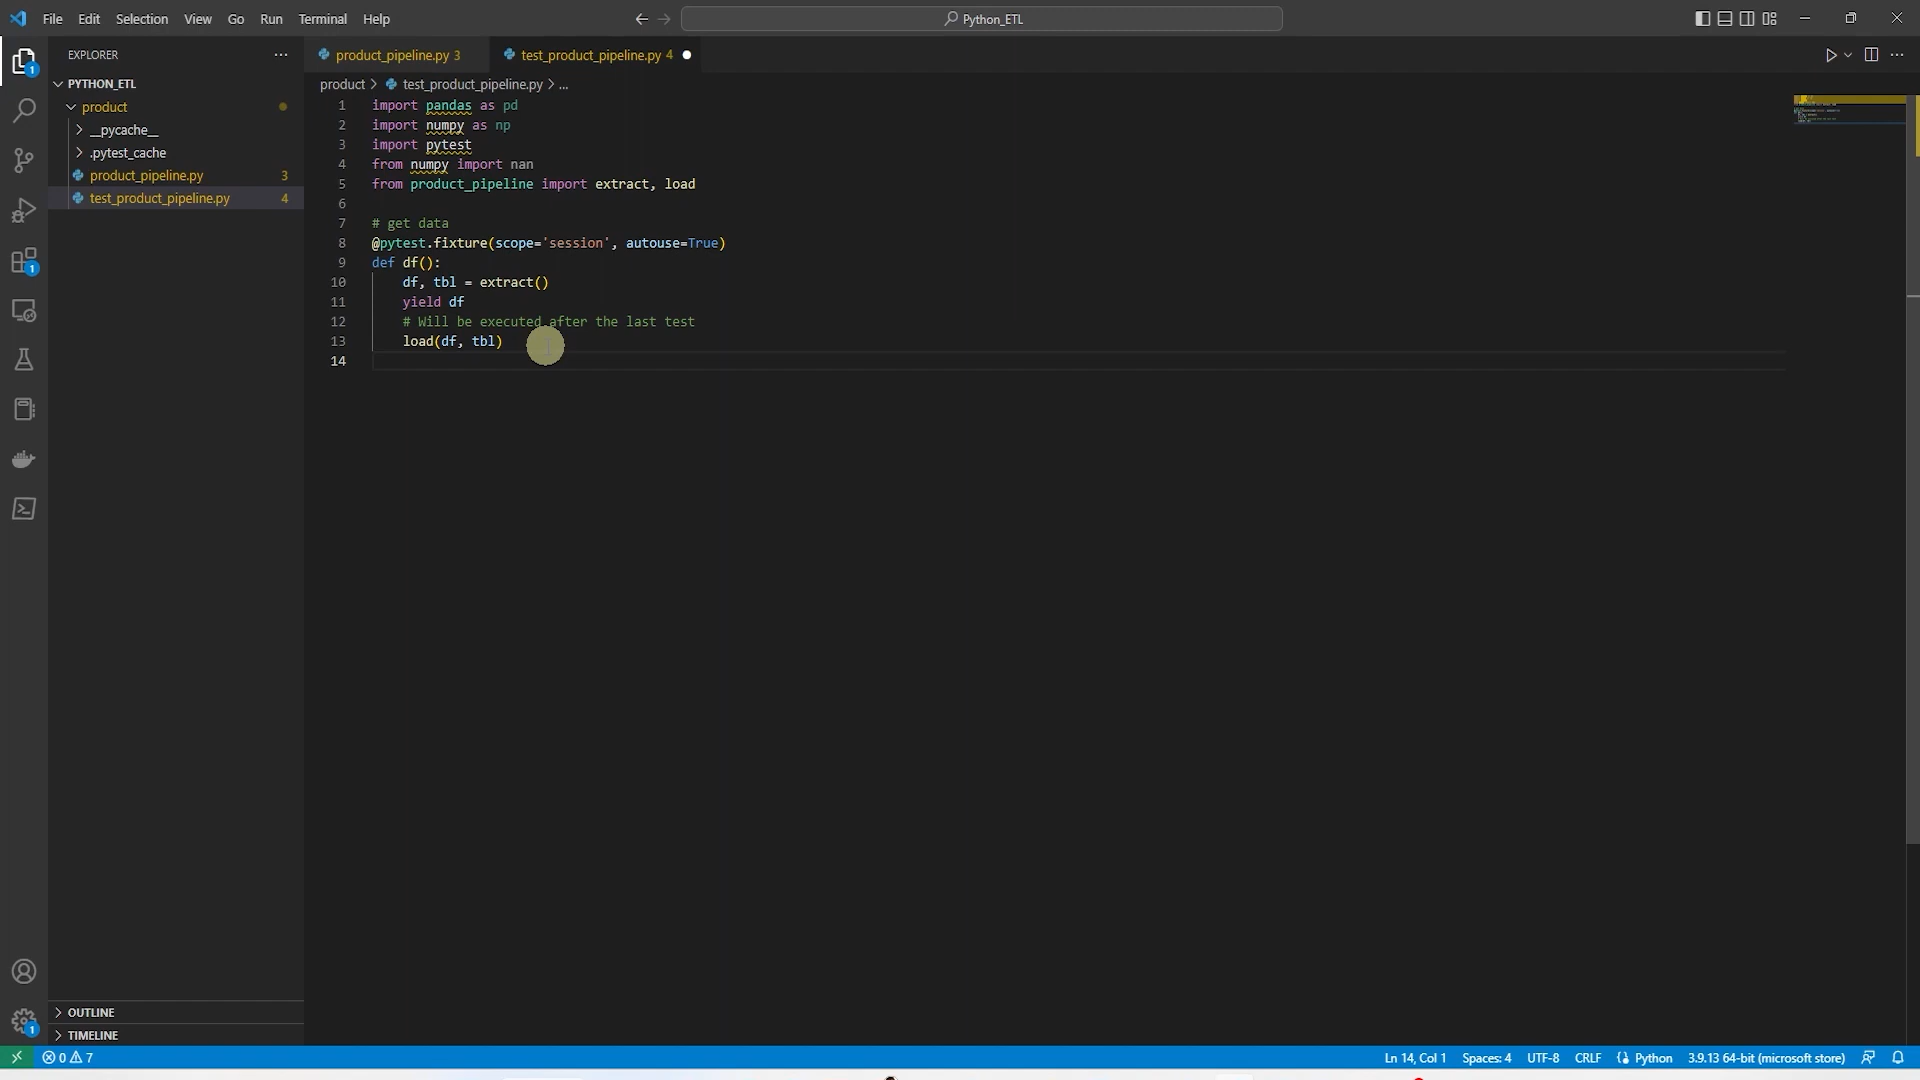 File Edit Selection View Go Run Terminal Help
Python_ETL
EXPLORER
PYTHON_ETL
product
__pycache__
.pytest_cache
product_pipeline.py 3
test_product_pipeline.py 4
OUTLINE
TIMELINE
1
1
1
product_pipeline.py 3
test_product_pipeline.py 4
product > test_product_pipeline.py > ...
1 import pandas as pd
2 import numpy as np
3 import pytest
4 from numpy import nan
5 from product_pipeline import extract, load
6
7 # get data
8 @pytest.fixture(scope='session', autouse=True)
9 def df():
10 df, tbl = extract()
11 yield df
12 # Will be executed after the last test
13 load(df, tbl)
14
0 7
Ln 14, Col 1 Spaces: 4 UTF-8 CRLF Python 3.9.13 64-bit (microsoft store)